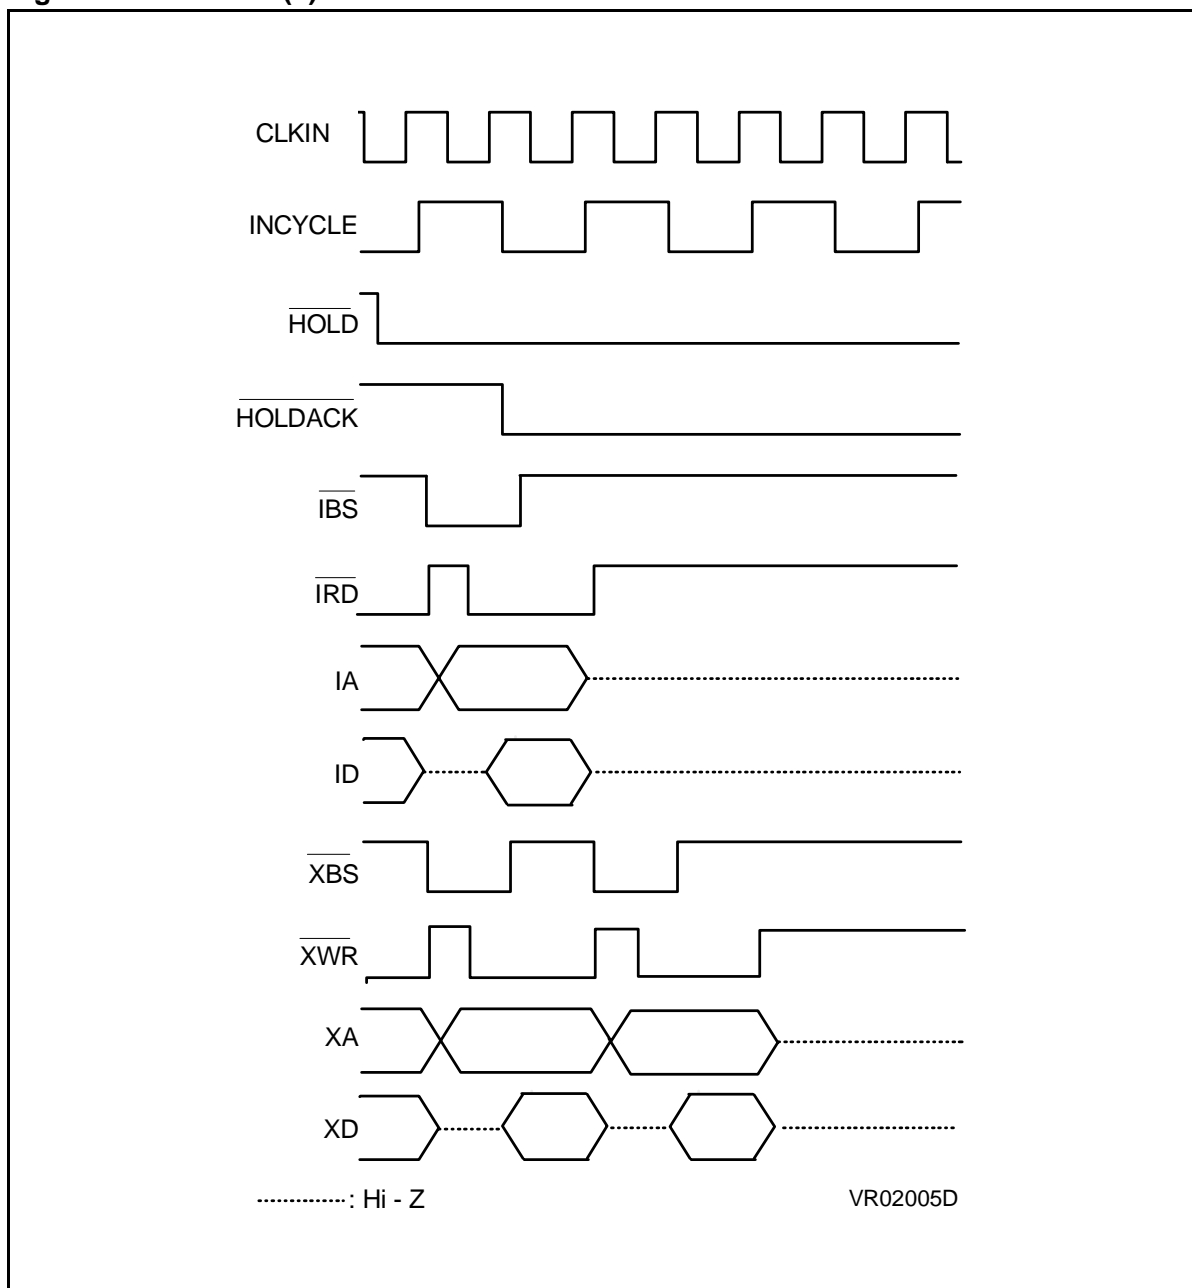 CLKIN
INCYCLE
HOLD
HOLDACK
IBS
IRD
IA
ID
XBS
XWR
XA
XD
: Hi - Z VR02005D